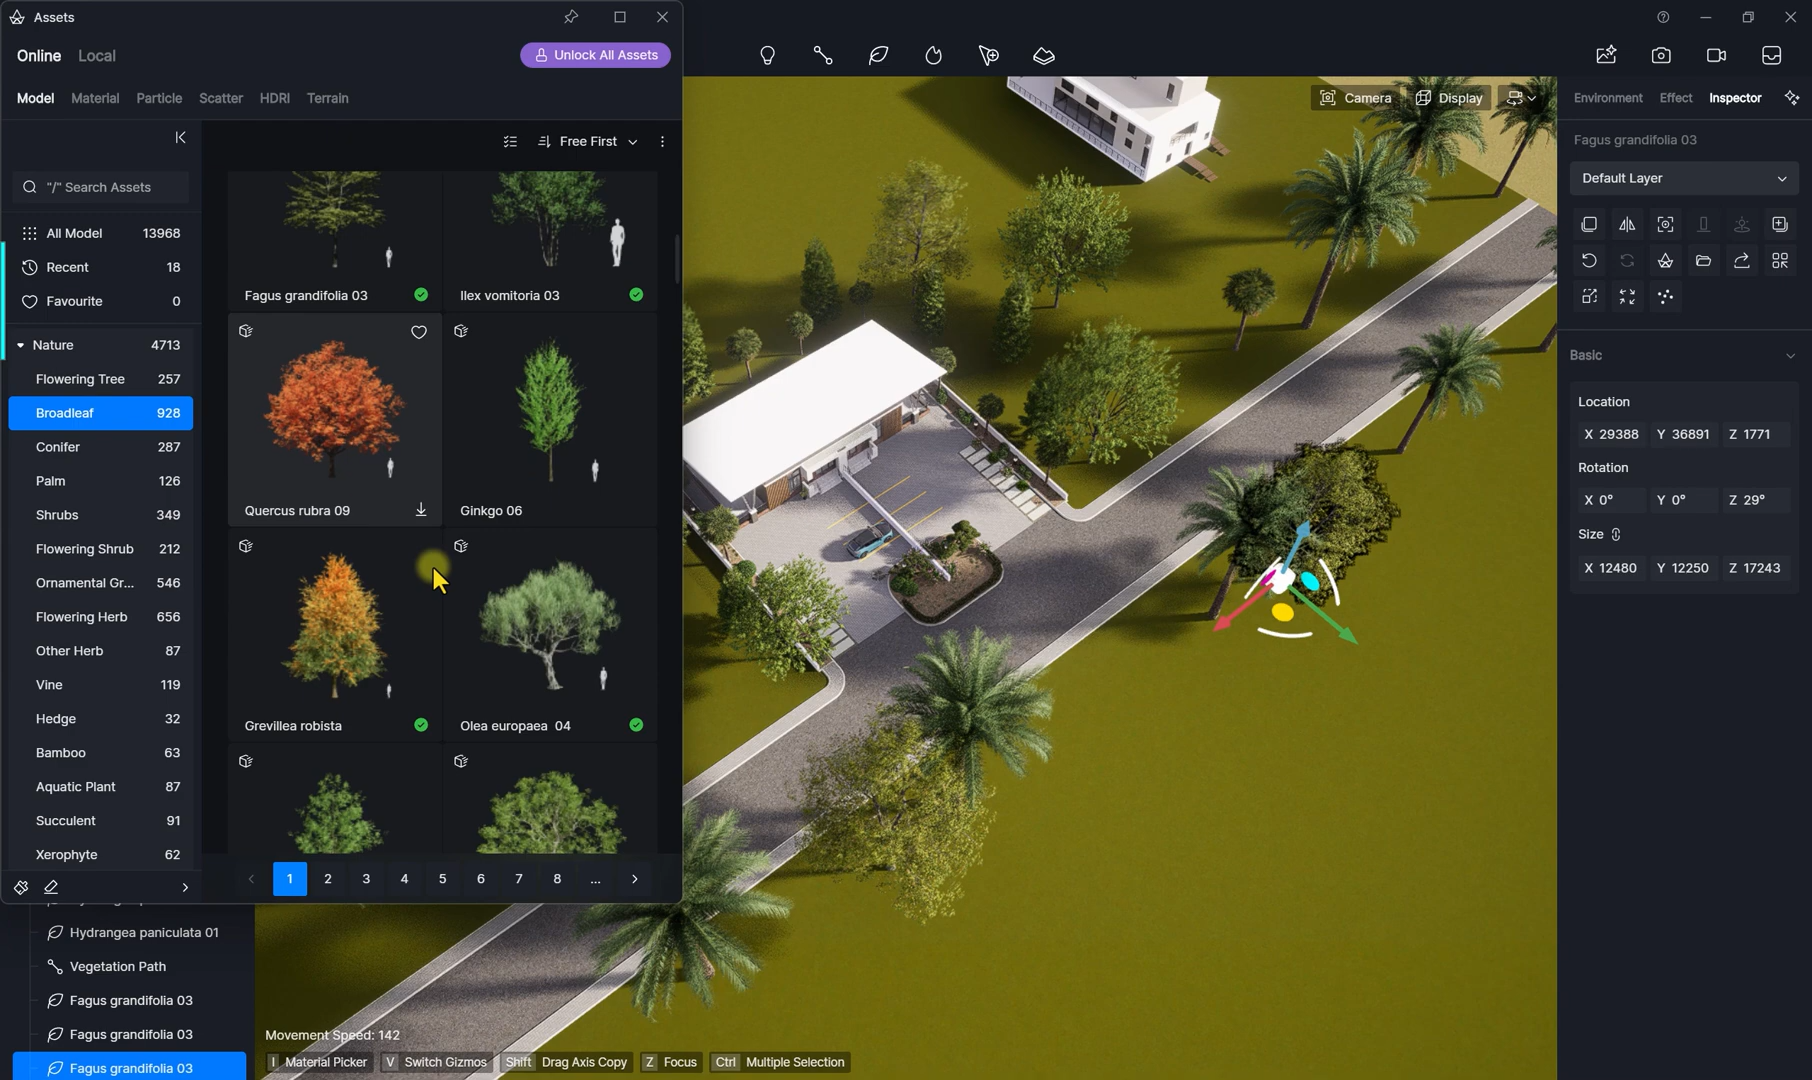 Assets
Online Local
Unlock All Assets
Model Material Particle Scatter HDRI Terrain
Free First
"/" Search Assets
All Model 13968
Recent 18
Favourite 0
Nature 4713
Flowering Tree 257
Broadleaf 928
Conifer 287
Palm 126
Shrubs 349
Flowering Shrub 212
Ornamental Gr... 546
Flowering Herb 656
Other Herb 87
Vine 119
Hedge 32
Bamboo 63
Aquatic Plant 87
Succulent 91
Xerophyte 62
Fagus grandifolia 03
Ilex vomitoria 03
Quercus rubra 09
Ginkgo 06
Grevillea robista
Olea europaea 04
1 2 3 4 5 6 7 8 ...
Hydrangea paniculata 01
Vegetation Path
Fagus grandifolia 03
Fagus grandifolia 03
Fagus grandifolia 03
Camera Display
Movement Speed: 142
I Material Picker V Switch Gizmos Shift Drag Axis Copy Z Focus Ctrl Multiple Selection
Environment Effect Inspector
Fagus grandifolia 03
Default Layer
Basic
Location
X 29388 Y 36891 Z 1771
Rotation
X 0° Y 0° Z 29°
Size
X 12480 Y 12250 Z 17243